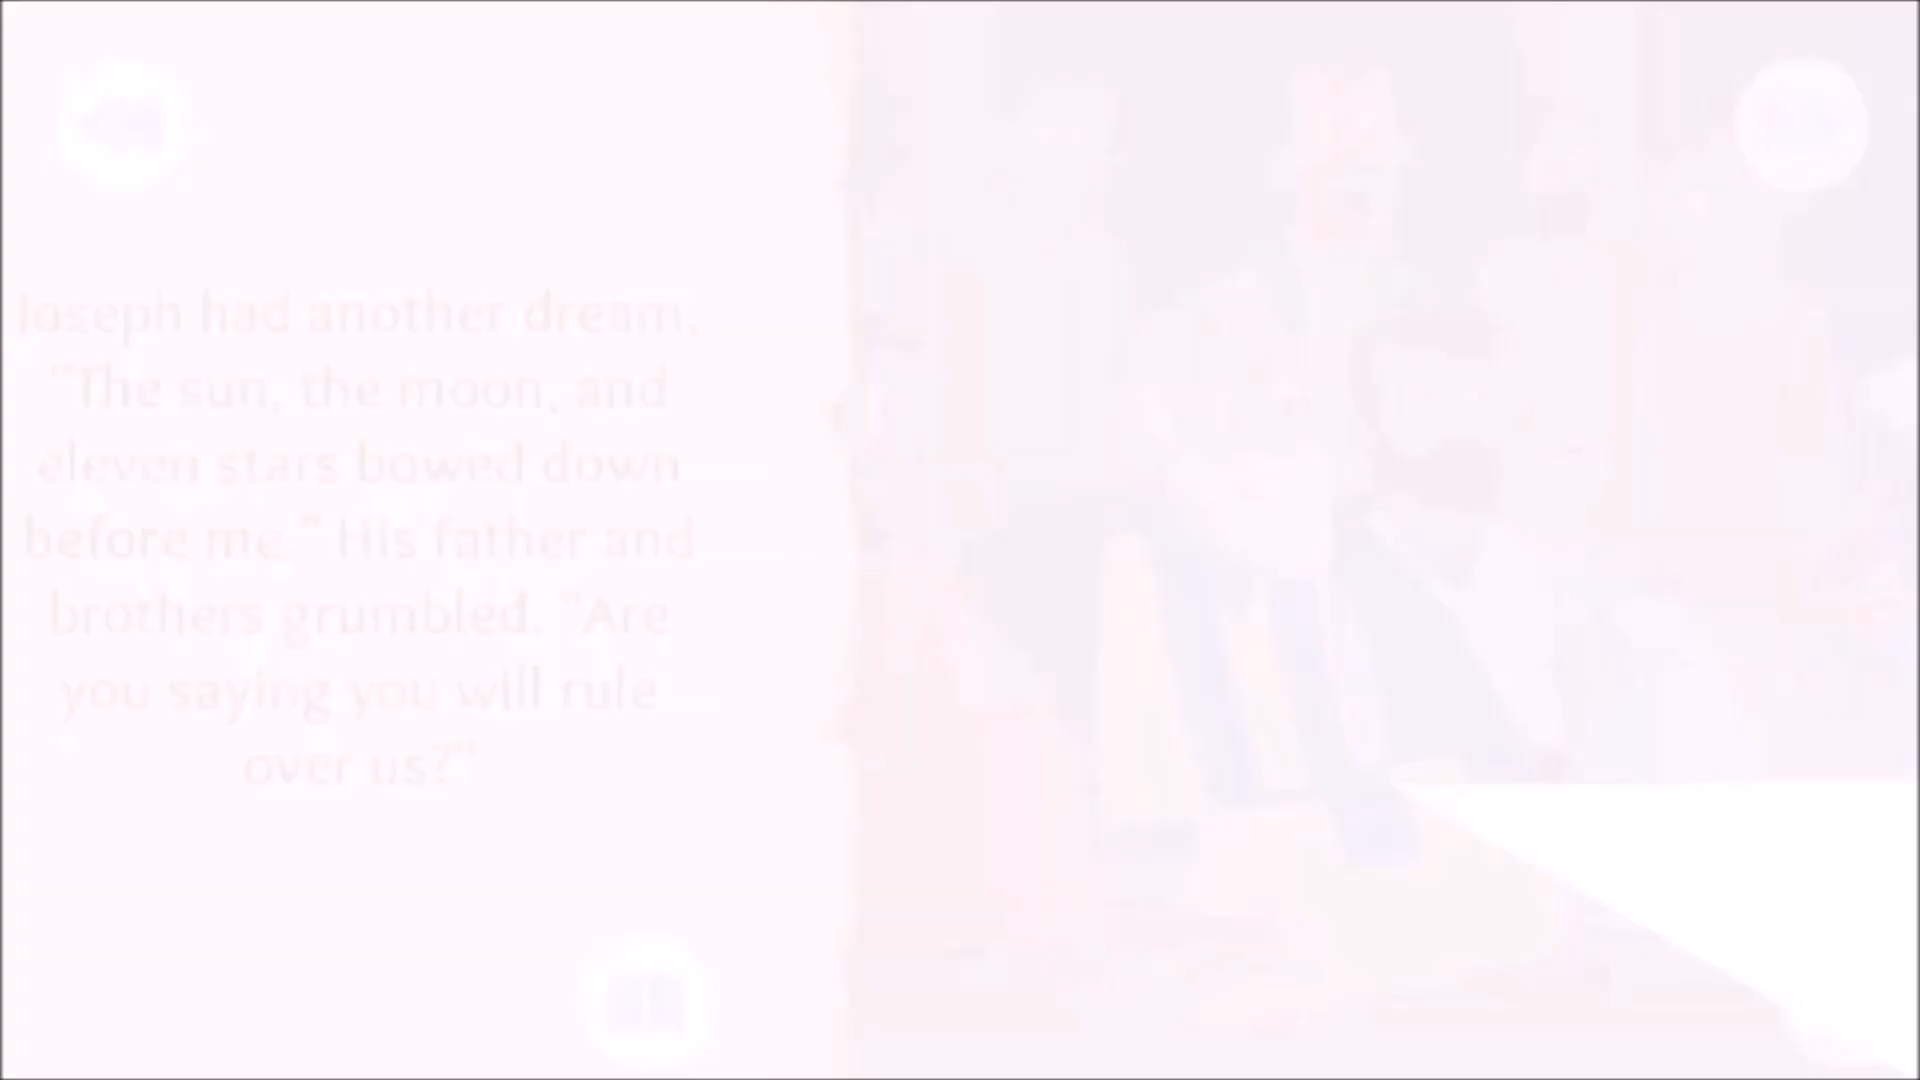 Joseph had another dream.
"The sun, the moon, and
eleven stars bowed down
before me." His father and
brothers grumbled. "Are
you saying you will rule
over us?"